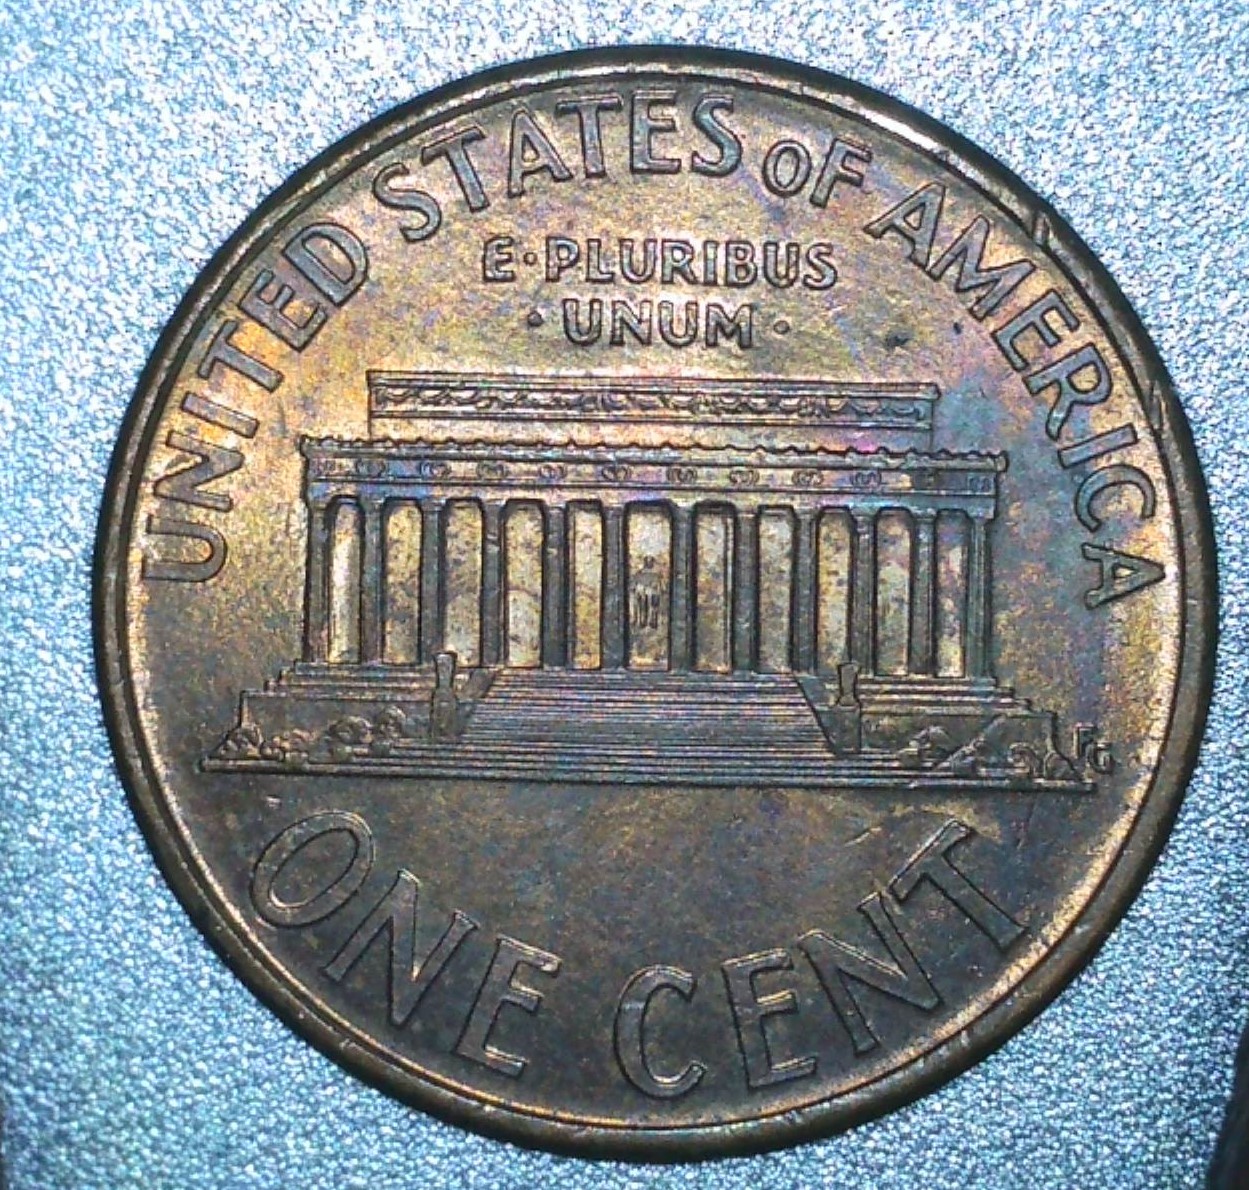 UNITED STATES OF AMERICA
E·PLURIBUS
·UNUM·
FG
ONE CENT